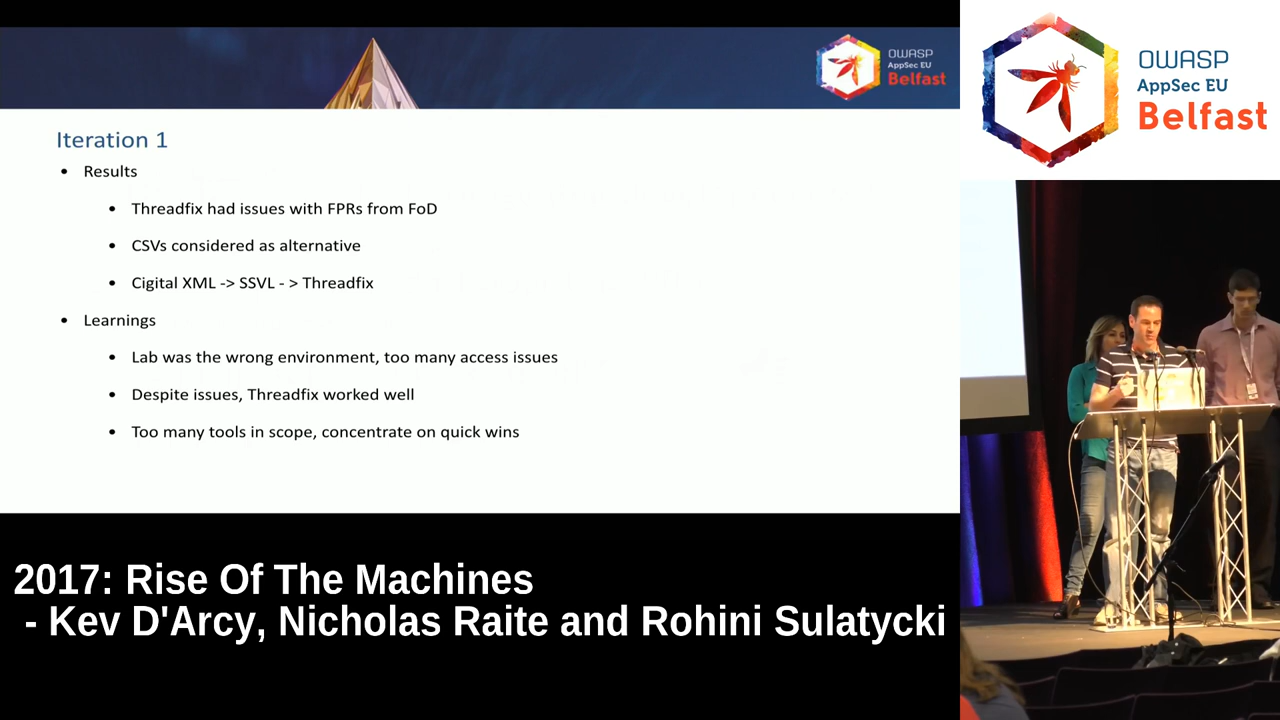 OWASP
AppSec EU
Belfast
Iteration 1
• Results
• Threadfix had issues with FPRs from FoD
• CSVs considered as alternative
• Cigital XML -> SSVL - > Threadfix
• Learnings
• Lab was the wrong environment, too many access issues
• Despite issues, Threadfix worked well
• Too many tools in scope, concentrate on quick wins
2017: Rise Of The Machines
- Kev D'Arcy, Nicholas Raite and Rohini Sulatycki
OWASP
AppSec EU
Belfast